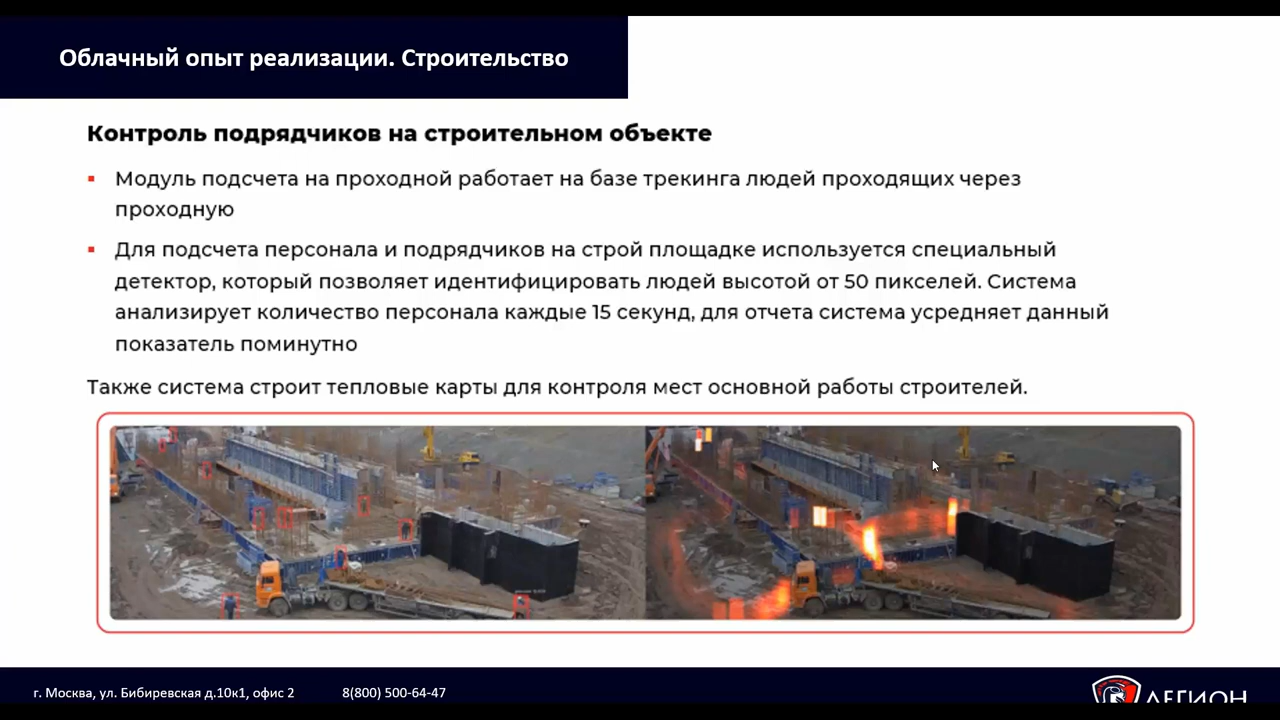 Облачный опыт реализации. Строительство
Контроль подрядчиков на строительном объекте
Модуль подсчета на проходной работает на базе трекинга людей проходящих через
проходную
Для подсчета персонала и подрядчиков на строй площадке используется специальный
детектор, который позволяет идентифицировать людей высотой от 50 пикселей. Система
анализирует количество персонала каждые 15 секунд, для отчета система усредняет данный
показатель поминутно
Также система строит тепловые карты для контроля мест основной работы строителей.
г. Москва, ул. Бибиревская д.10к1, офис 2
8(800) 500-64-47
ЛЕГИОН